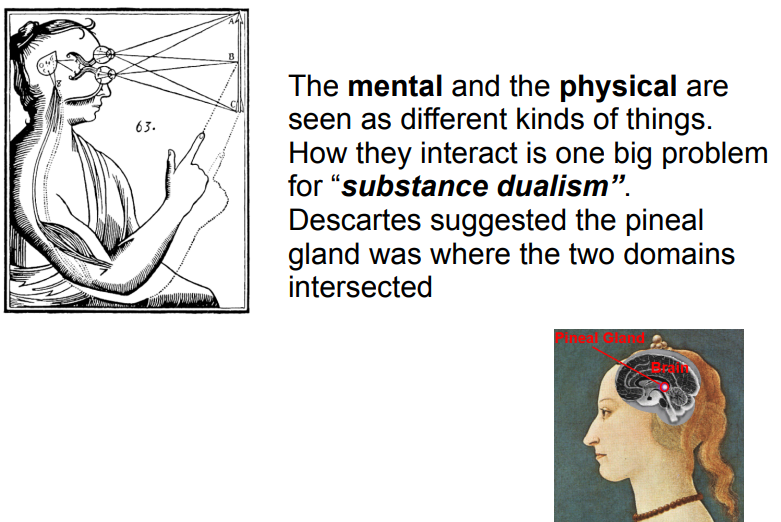 A
B
C
63.
The mental and the physical are
seen as different kinds of things.
How they interact is one big problem
for “substance dualism”.
Descartes suggested the pineal
gland was where the two domains
intersected
Pineal Gland
Brain